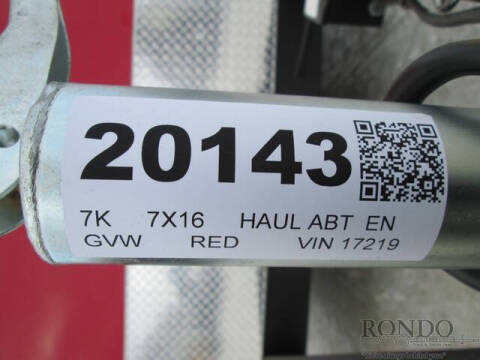 20143
7K 7X16 HAUL ABT EN
GVW RED VIN 17219
RONDO